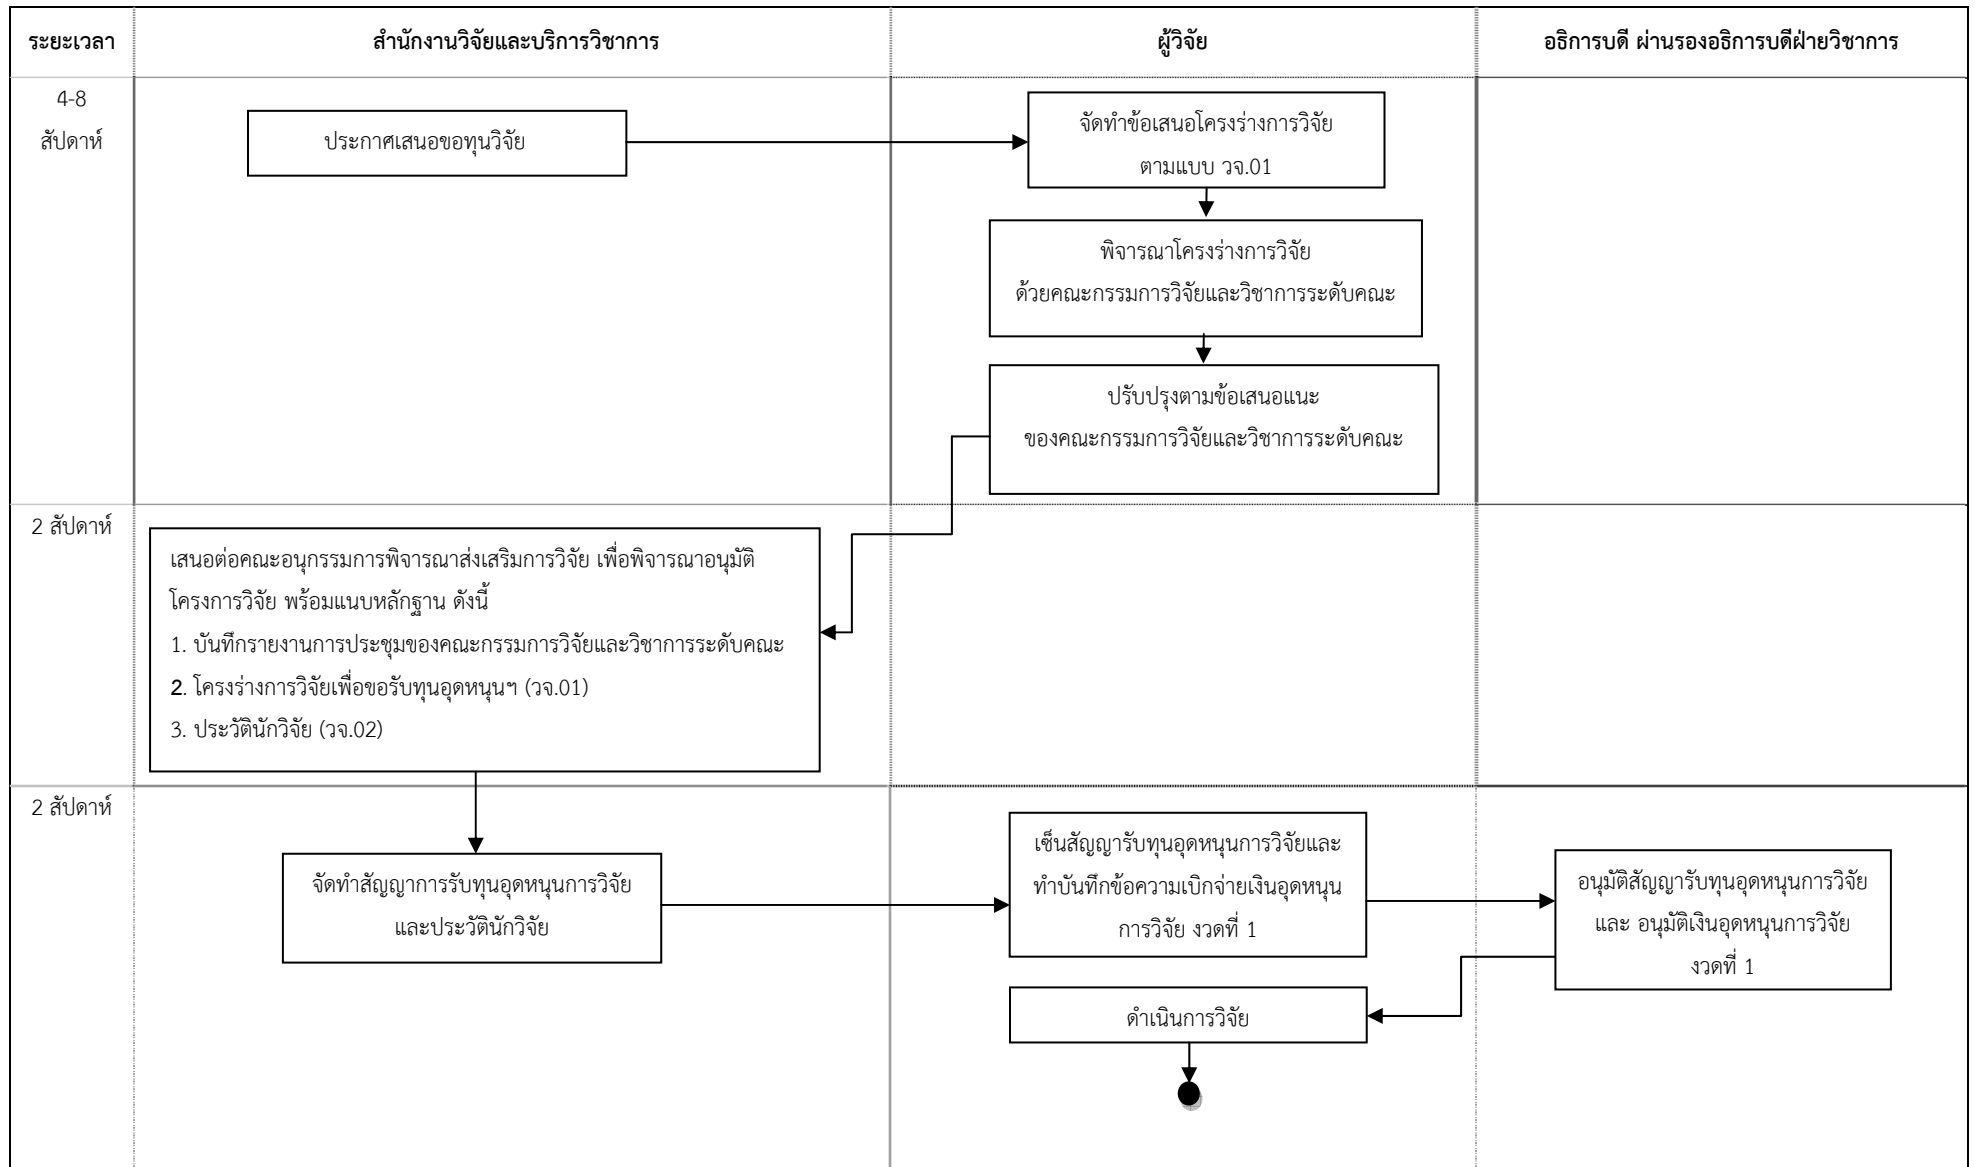 ระยะเวลา
สำนักงานวิจัยและบริการวิชาการ
ผู้วิจัย
อธิการบดี ผ่านรองอธิการบดีฝ่ายวิชาการ
4-8
สัปดาห์
ประกาศเสนอขอทุนวิจัย
จัดทำข้อเสนอโครงร่างการวิจัย
ตามแบบ วจ.01
พิจารณาโครงร่างการวิจัย
ด้วยคณะกรรมการวิจัยและวิชาการระดับคณะ
ปรับปรุงตามข้อเสนอแนะ
ของคณะกรรมการวิจัยและวิชาการระดับคณะ
2 สัปดาห์
เสนอต่อคณะอนุกรรมการพิจารณาส่งเสริมการวิจัย เพื่อพิจารณาอนุมัติ
โครงการวิจัย พร้อมแนบหลักฐาน ดังนี้
1. บันทึกรายงานการประชุมของคณะกรรมการวิจัยและวิชาการระดับคณะ
2. โครงร่างการวิจัยเพื่อขอรับทุนอุดหนุนฯ (วจ.01)
3. ประวัตินักวิจัย (วจ.02)
2 สัปดาห์
จัดทำสัญญาการรับทุนอุดหนุนการวิจัย
และประวัตินักวิจัย
เซ็นสัญญารับทุนอุดหนุนการวิจัยและ
ทำบันทึกข้อความเบิกจ่ายเงินอุดหนุน
การวิจัย งวดที่ 1
อนุมัติสัญญารับทุนอุดหนุนการวิจัย
และ อนุมัติเงินอุดหนุนการวิจัย
งวดที่ 1
ดำเนินการวิจัย